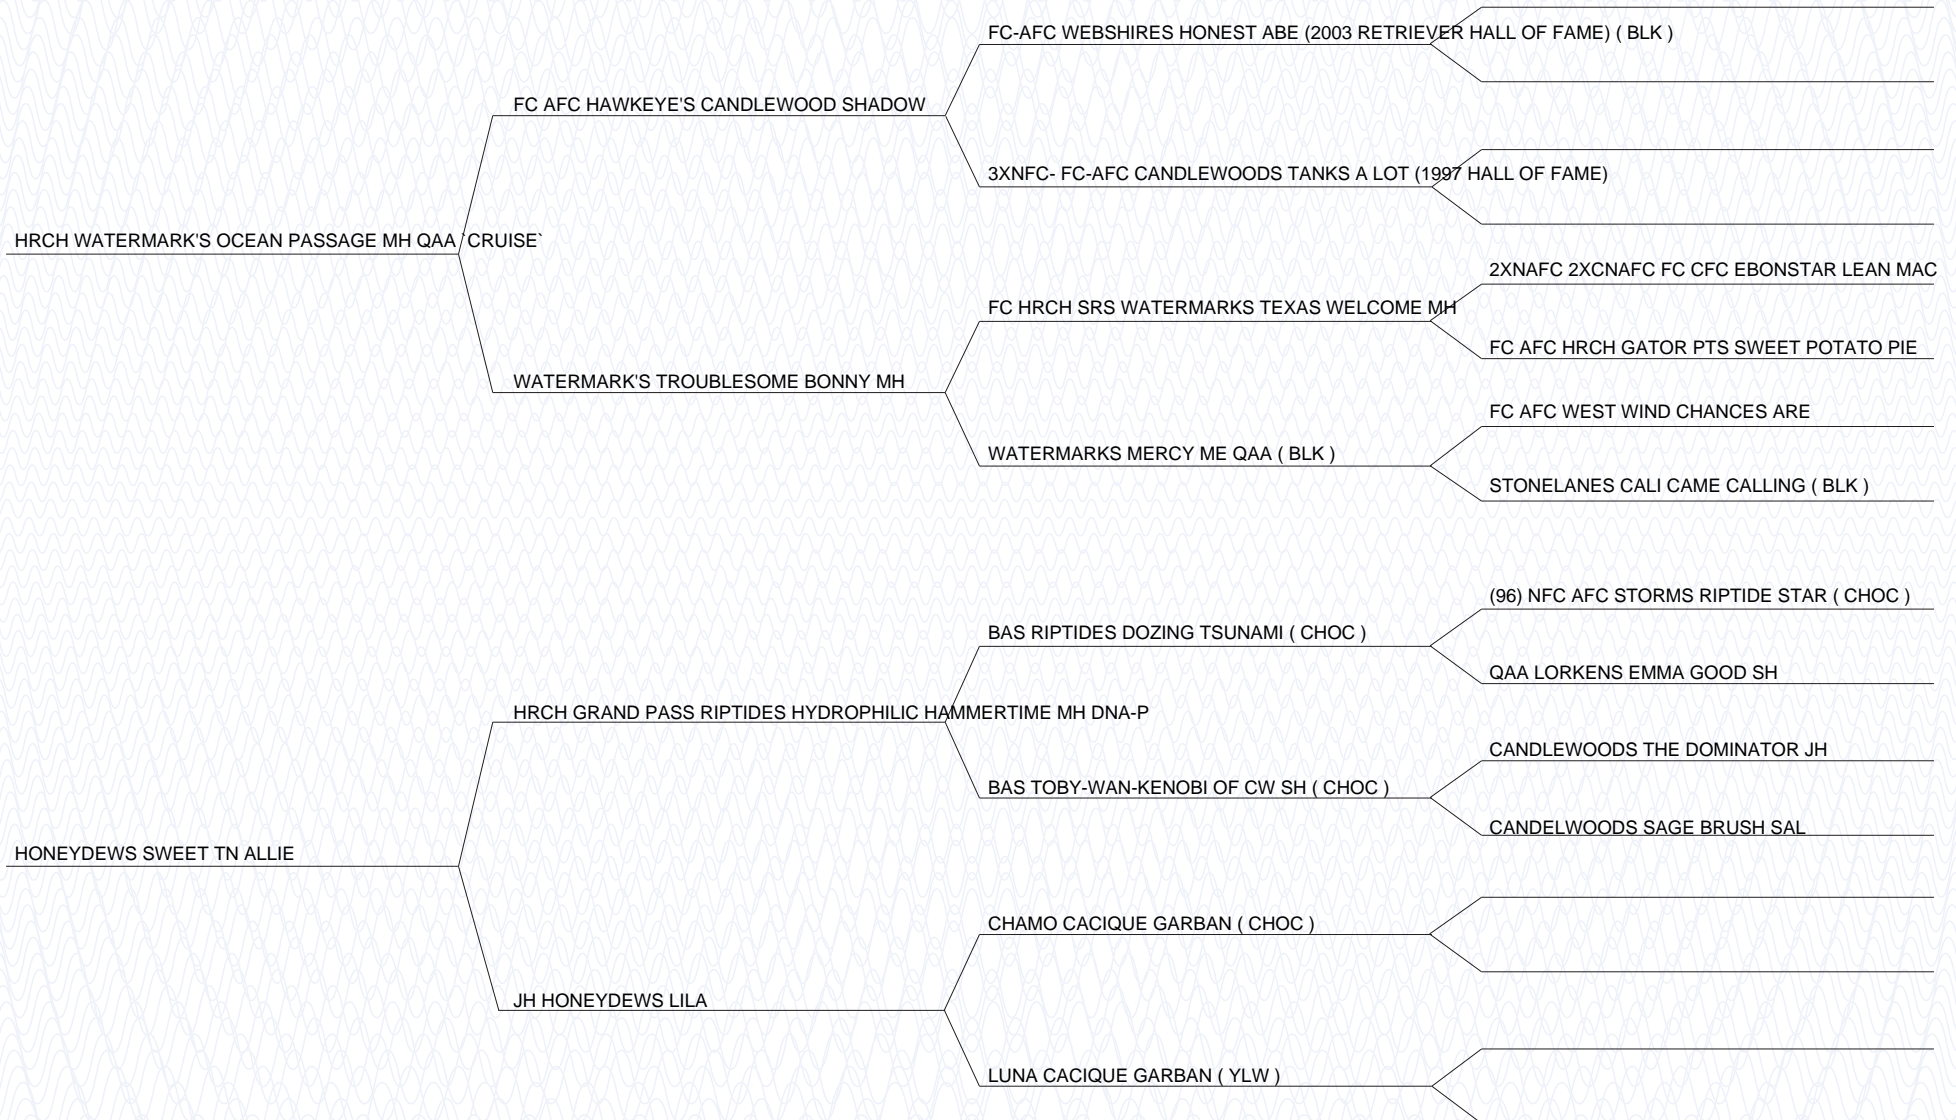 FC-AFC WEBSHIRES HONEST ABE (2003 RETRIEVER HALL OF FAME) ( BLK )
FC AFC HAWKEYE'S CANDLEWOOD SHADOW
3XNFC- FC-AFC CANDLEWOODS TANKS A LOT (1997 HALL OF FAME)
HRCH WATERMARK'S OCEAN PASSAGE MH QAA `CRUISE`
2XNAFC 2XCNAFC FC CFC EBONSTAR LEAN MAC
FC HRCH SRS WATERMARKS TEXAS WELCOME MH
FC AFC HRCH GATOR PTS SWEET POTATO PIE
WATERMARK'S TROUBLESOME BONNY MH
FC AFC WEST WIND CHANCES ARE
WATERMARKS MERCY ME QAA ( BLK )
STONELANES CALI CAME CALLING ( BLK )
(96) NFC AFC STORMS RIPTIDE STAR ( CHOC )
BAS RIPTIDES DOZING TSUNAMI ( CHOC )
QAA LORKENS EMMA GOOD SH
HRCH GRAND PASS RIPTIDES HYDROPHILIC HAMMERTIME MH DNA-P
CANDLEWOODS THE DOMINATOR JH
BAS TOBY-WAN-KENOBI OF CW SH ( CHOC )
CANDELWOODS SAGE BRUSH SAL
HONEYDEWS SWEET TN ALLIE
CHAMO CACIQUE GARBAN ( CHOC )
JH HONEYDEWS LILA
LUNA CACIQUE GARBAN ( YLW )